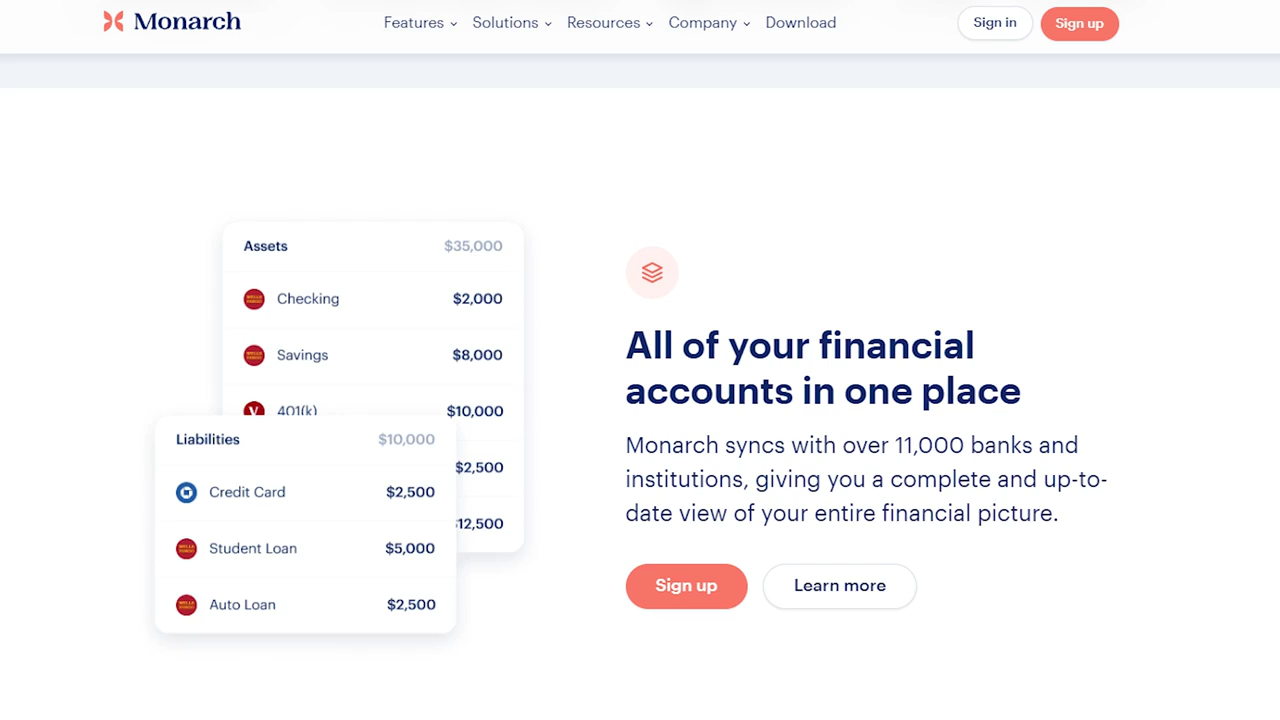 Monarch
Features
Solutions
Resources
Company
Download
Sign in
Sign up
Assets $35,000
Checking $2,000
Savings $8,000
401(k) $10,000
$2,500
12,500
Liabilities $10,000
Credit Card $2,500
Student Loan $5,000
Auto Loan $2,500
All of your financial
accounts in one place
Monarch syncs with over 11,000 banks and
institutions, giving you a complete and up-to-
date view of your entire financial picture.
Sign up
Learn more